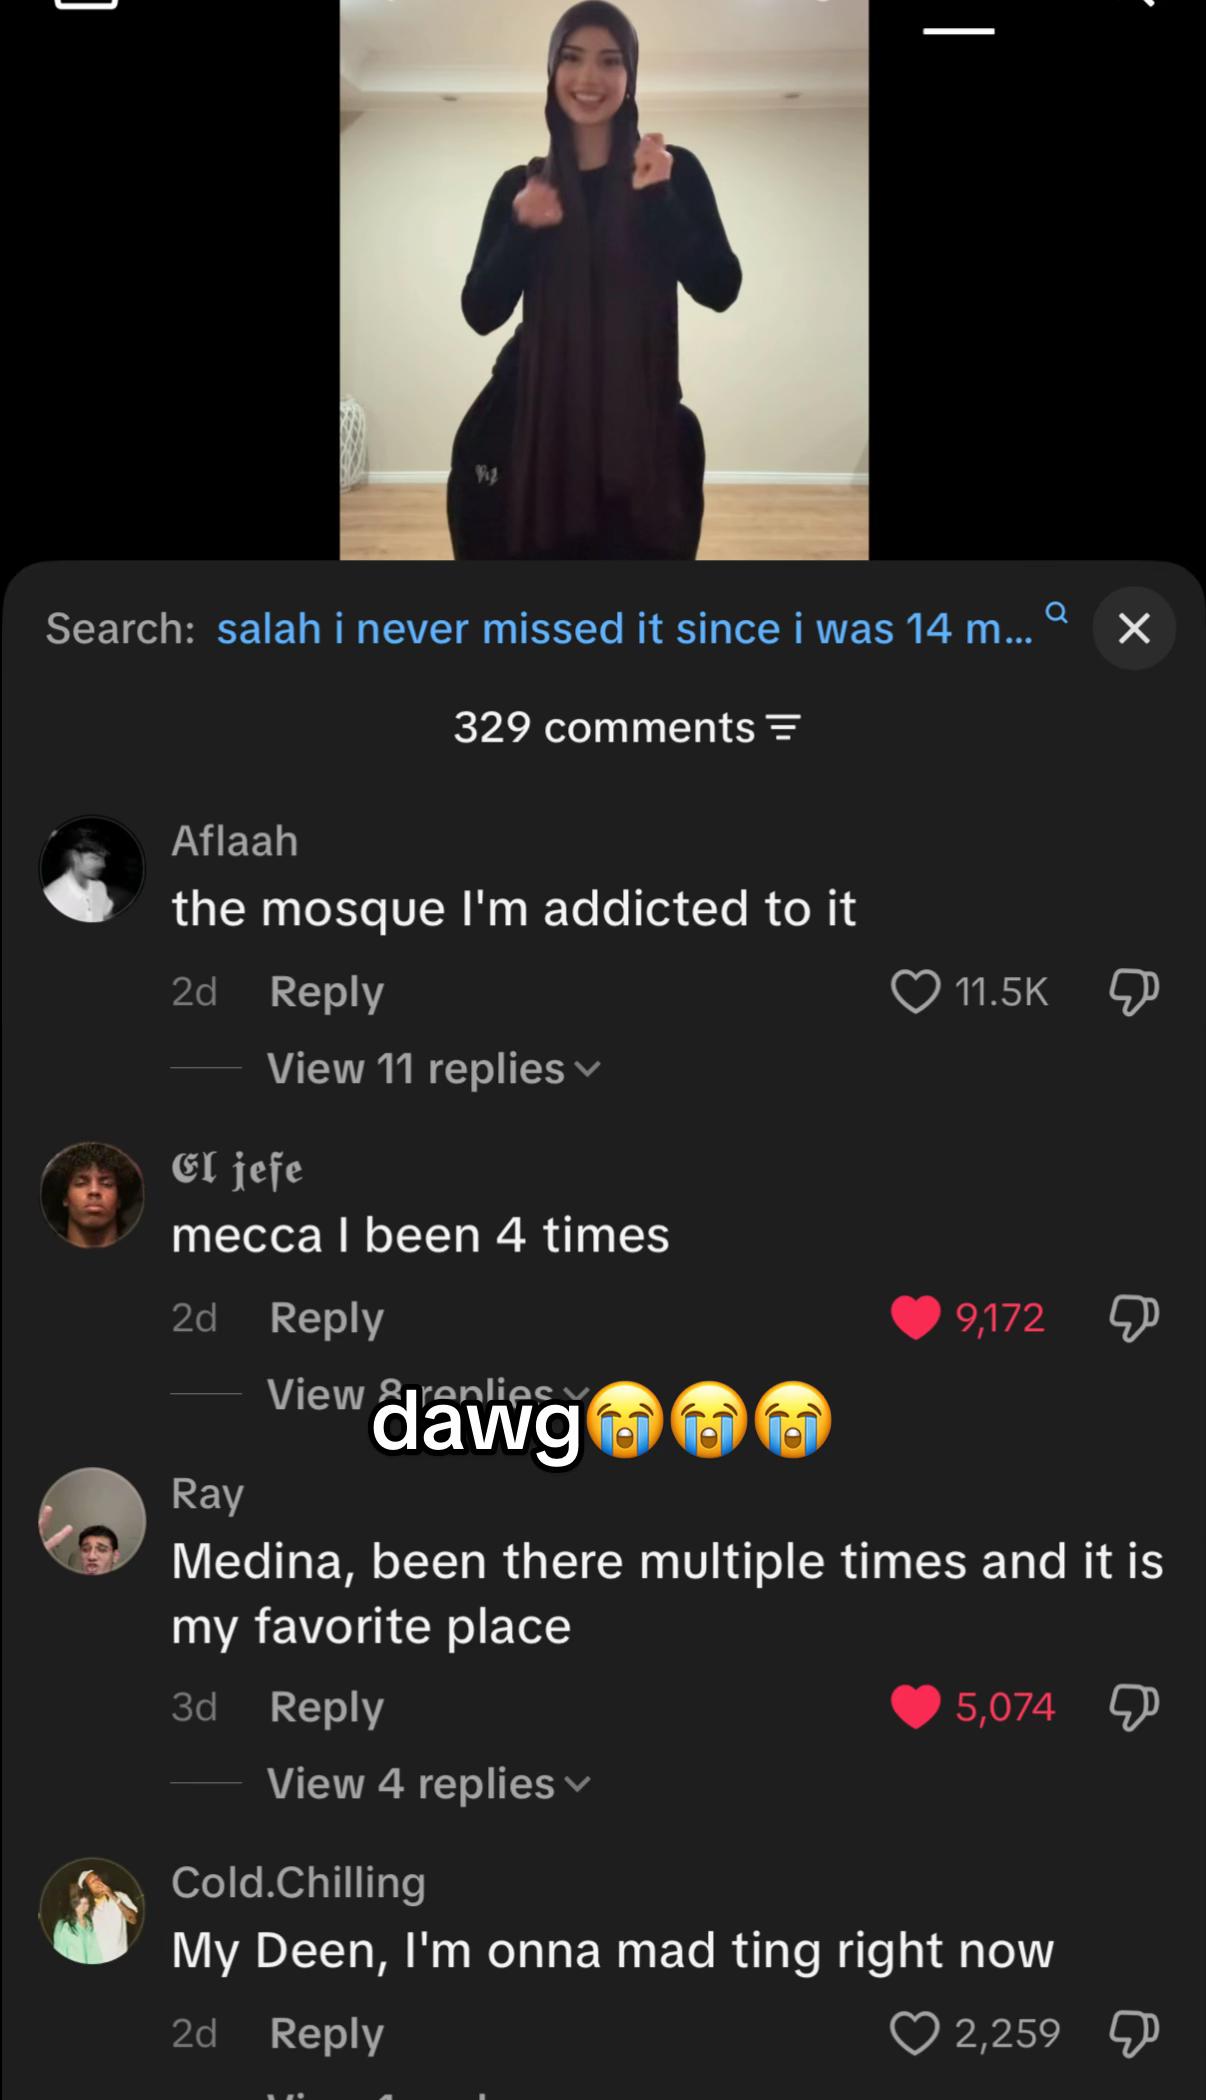 Search: salah i never missed it since i was 14 m...
329 comments
Aflaah
the mosque I'm addicted to it
2d Reply 11.5K
View 11 replies
El jefe
mecca I been 4 times
2d Reply 9,172
View 8 replies
dawg😭😭😭
Ray
Medina, been there multiple times and it is
my favorite place
3d Reply 5,074
View 4 replies
Cold.Chilling
My Deen, I'm onna mad ting right now
2d Reply 2,259